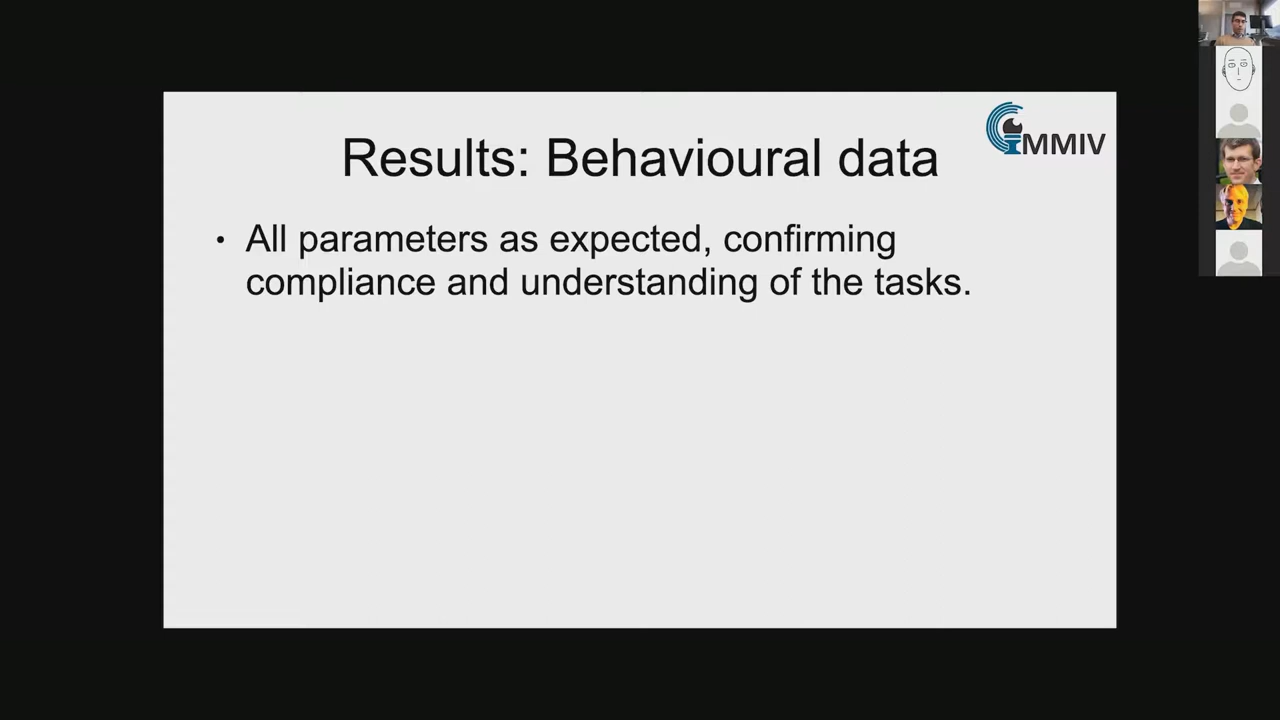 Results: Behavioural data
MMIV
• All parameters as expected, confirming
compliance and understanding of the tasks.